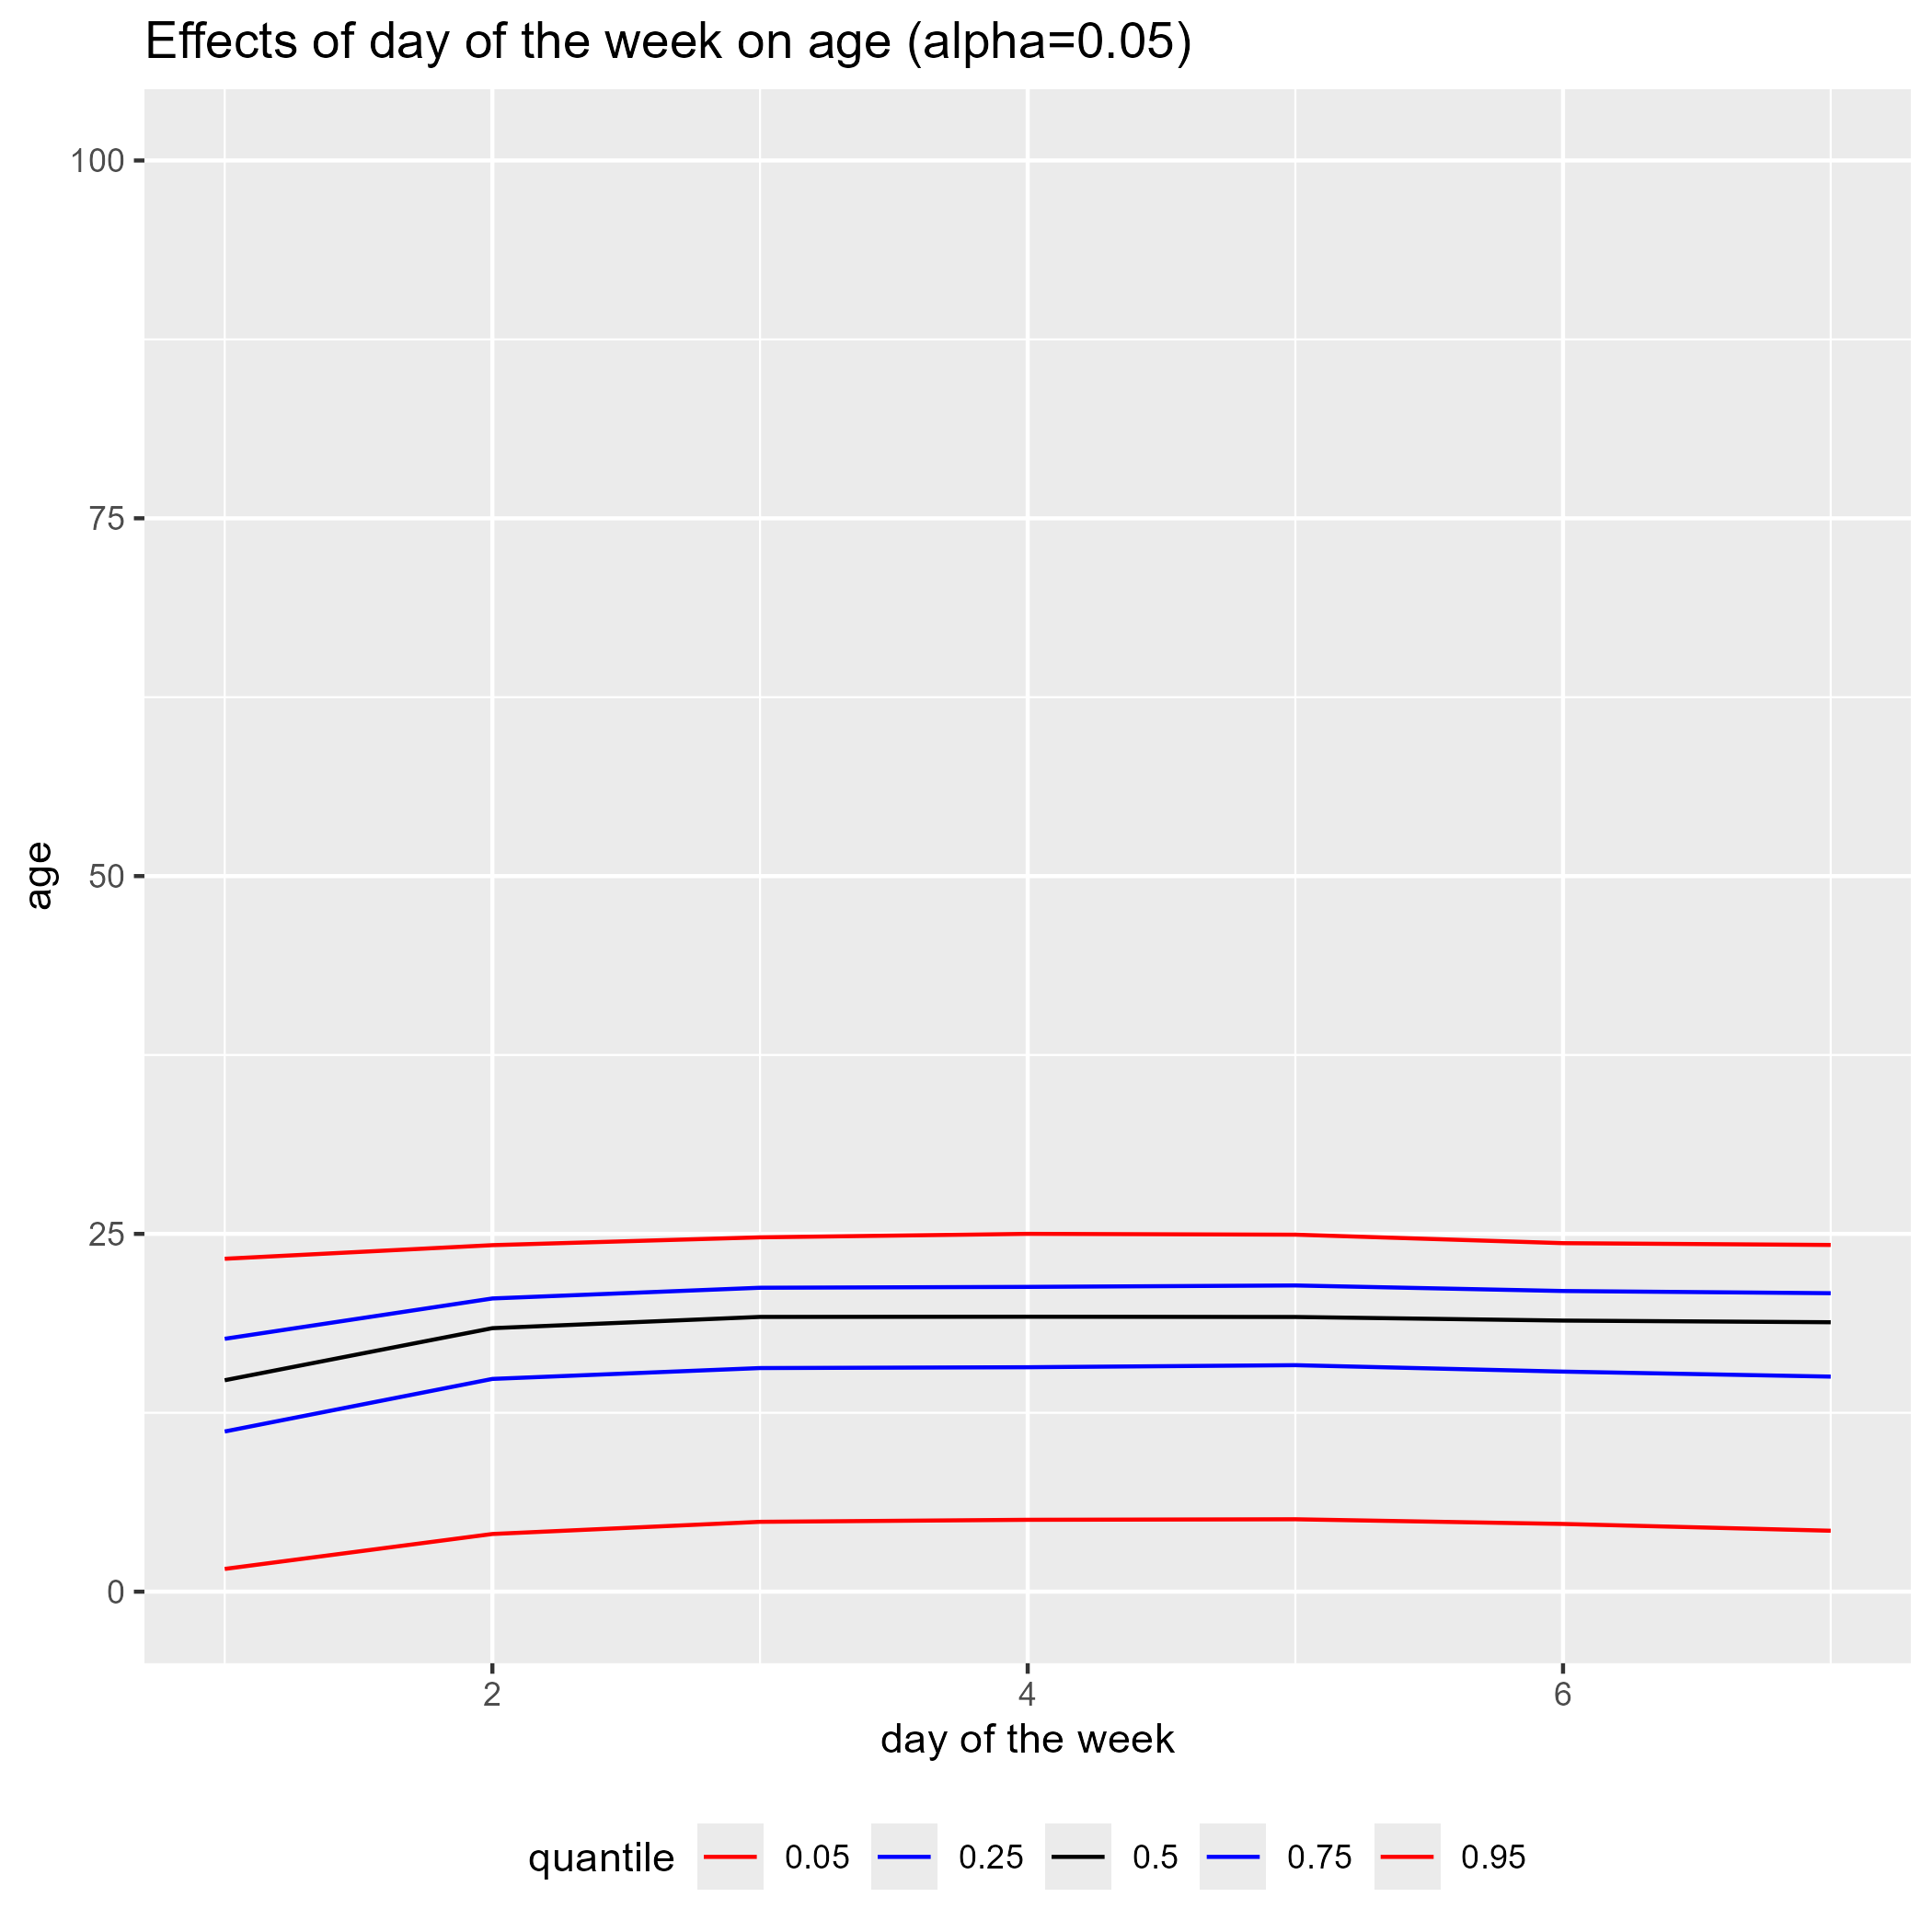 Effects of day of the week on age (alpha=0.05)
100
75
50
25
0
age
2 4 6
day of the week
quantile 0.05 0.25 0.5 0.75 0.95